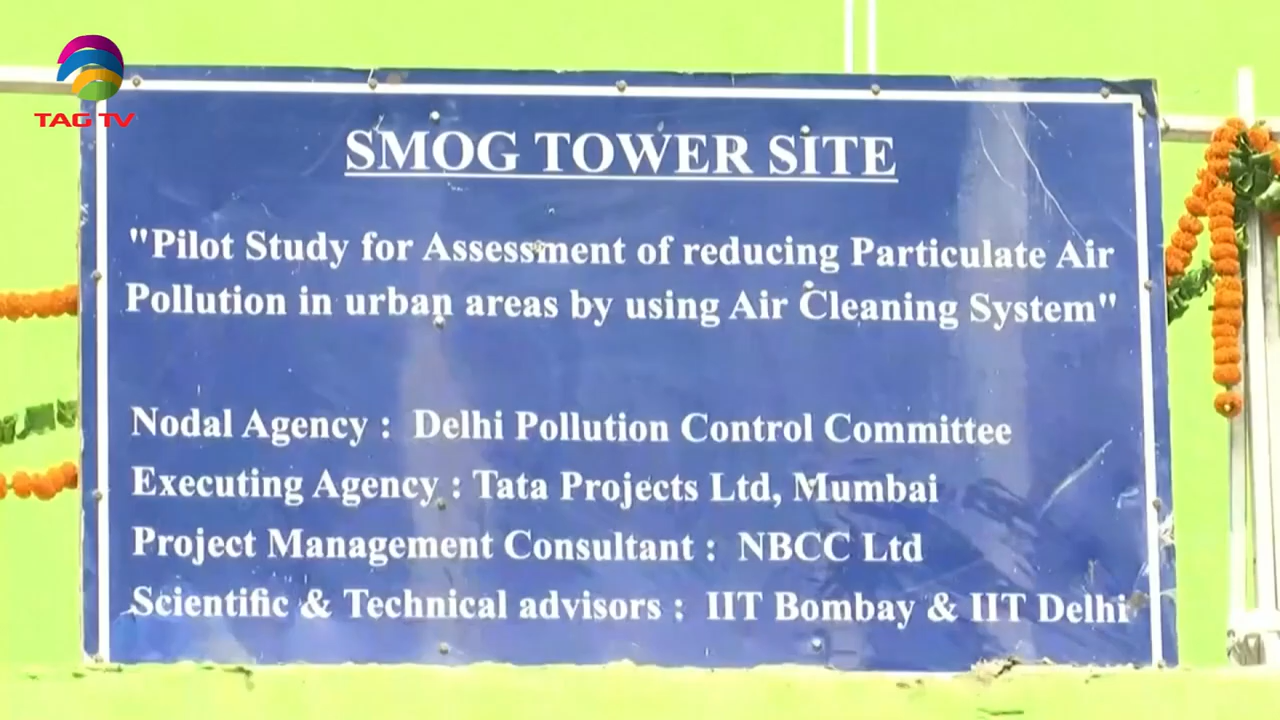 TAG TV
SMOG TOWER SITE
"Pilot Study for Assessment of reducing Particulate Air
Pollution in urban areas by using Air Cleaning System"
Nodal Agency : Delhi Pollution Control Committee
Executing Agency : Tata Projects Ltd, Mumbai
Project Management Consultant : NBCC Ltd
Scientific & Technical advisors : IIT Bombay & IIT Delhi